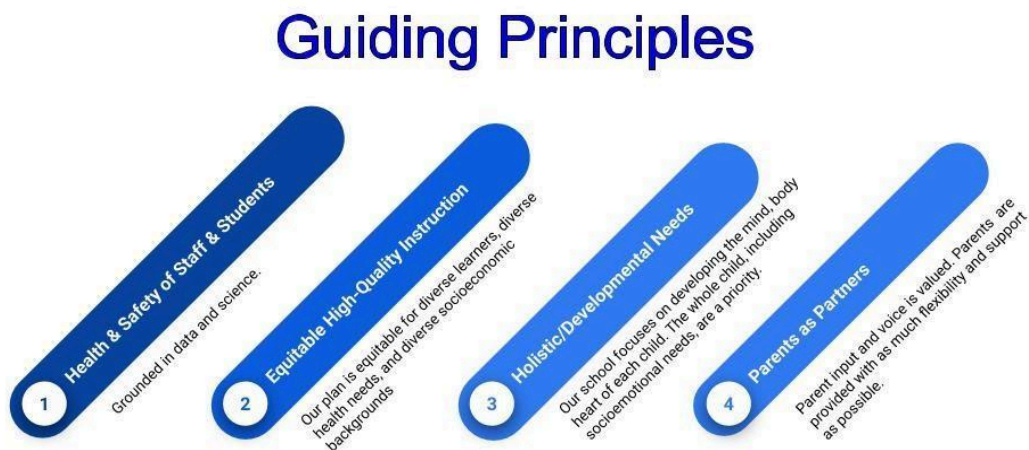 Guiding Principles
1
Health & Safety of Staff & Students
Grounded in data and science.
2
Equitable High-Quality Instruction
Our plan is equitable for diverse learners, diverse
health needs, and diverse socioeconomic
backgrounds
3
Holistic/Developmental Needs
Our school focuses on developing the mind, body
heart of each child. The whole child, including
socioemotional needs, are a priority.
4
Parents as Partners
Parent input and voice is valued. Parents are
provided with as much flexibility and support
as possible.